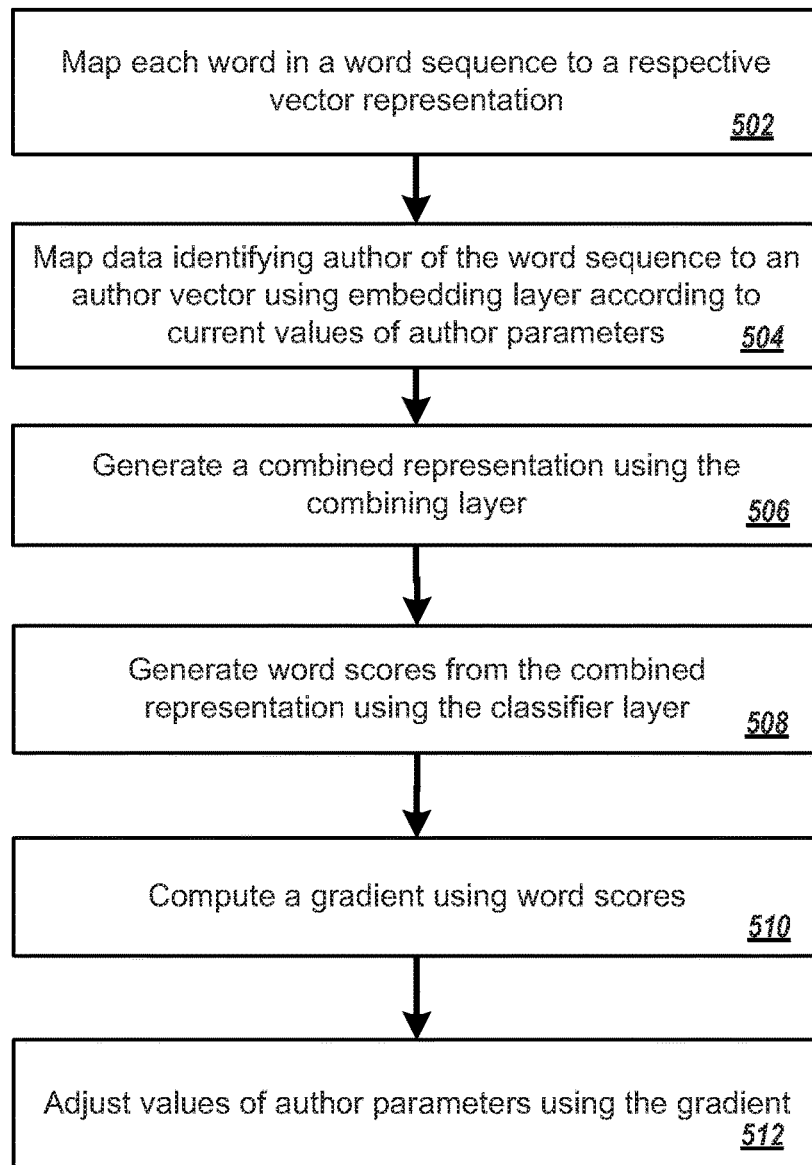 Map each word in a word sequence to a respective
vector representation
502
Map data identifying author of the word sequence to an
author vector using embedding layer according to
current values of author parameters
504
Generate a combined representation using the
combining layer
506
Generate word scores from the combined
representation using the classifier layer
508
Compute a gradient using word scores
510
Adjust values of author parameters using the gradient
512